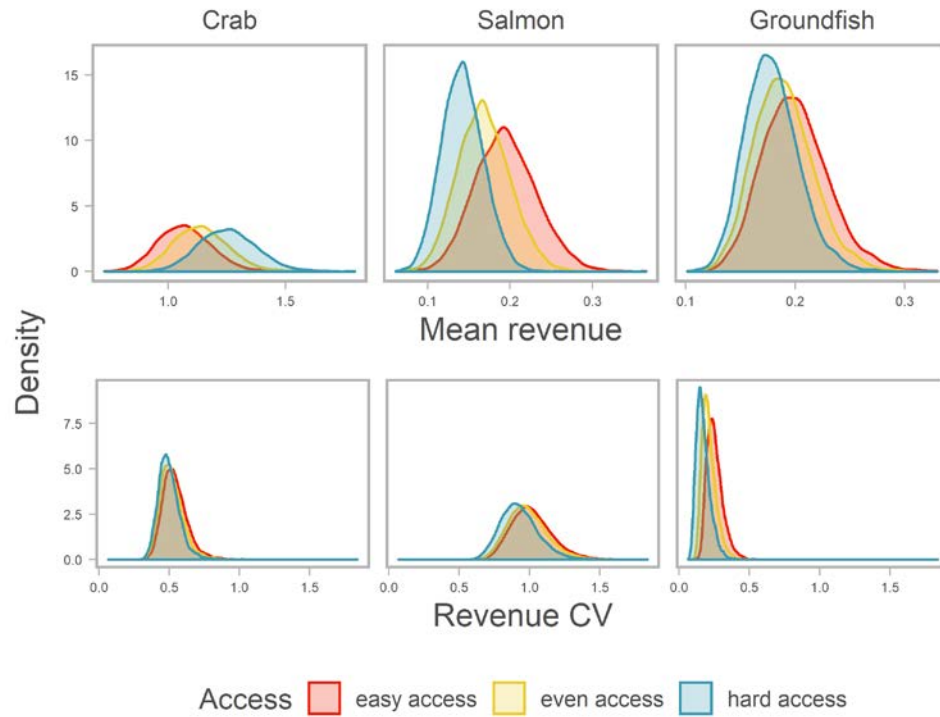 Crab Salmon Groundfish
15
10
5
0
1.0 1.5 0.1 0.2 0.3 0.1 0.2 0.3
Mean revenue
Density
7.5
5.0
2.5
0.0
0.0 0.5 1.0 1.5 0.0 0.5 1.0 1.5 0.0 0.5 1.0 1.5
Revenue CV
Access easy access even access hard access